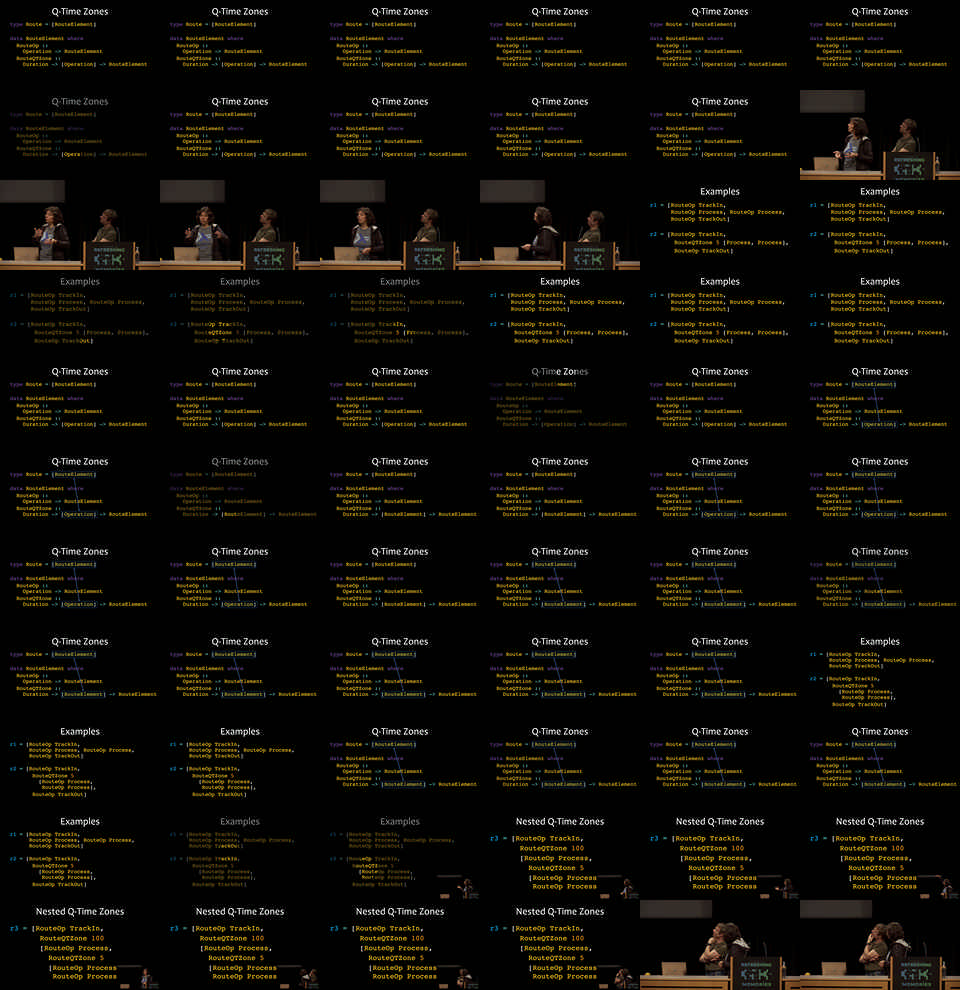 Q-Time Zones
type Route = [RouteElement]
data RouteElement where
RouteOp ::
Operation -> RouteElement
RouteQTZone ::
Duration -> [Operation] -> RouteElement
Examples
r1 = [RouteOp TrackIn,
RouteOp Process, RouteOp Process,
RouteOp TrackOut]
r2 = [RouteOp TrackIn,
RouteQTZone 5 [Process, Process],
RouteOp TrackOut]
Q-Time Zones
type Route = [RouteElement]
data RouteElement where
RouteOp ::
Operation -> RouteElement
RouteQTZone ::
Duration -> [RouteElement] -> RouteElement
Examples
r1 = [RouteOp TrackIn,
RouteOp Process, RouteOp Process,
RouteOp TrackOut]
r2 = [RouteOp TrackIn,
RouteQTZone 5
[RouteOp Process,
RouteOp Process],
RouteOp TrackOut]
Nested Q-Time Zones
r3 = [RouteOp TrackIn,
RouteQTZone 100
[RouteOp Process,
RouteQTZone 5
[RouteOp Process
RouteOp Process
REFRESHING
MEMORIES